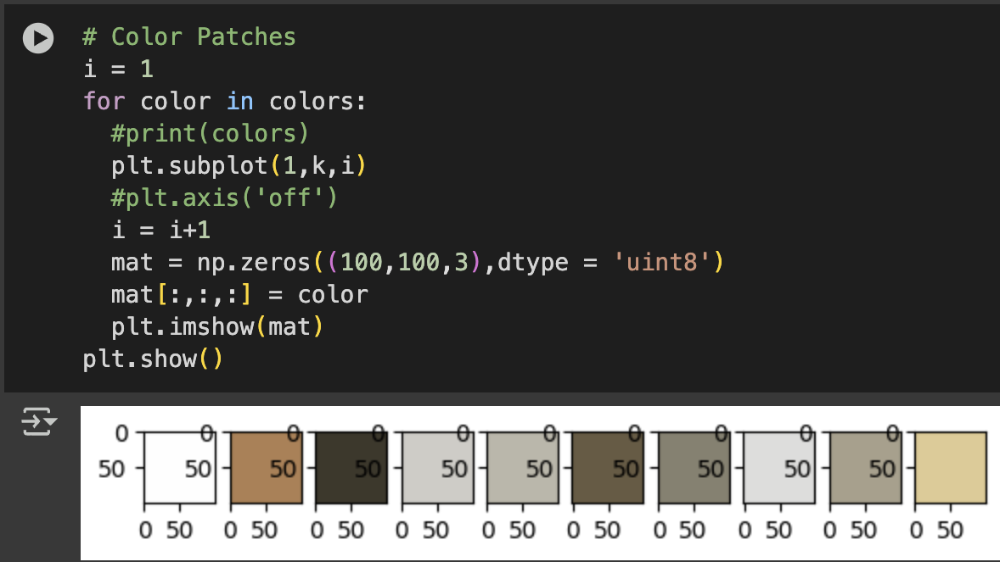 # Color Patches
i = 1
for color in colors:
  #print(colors)
  plt.subplot(1,k,i)
  #plt.axis('off')
  i = i+1
  mat = np.zeros((100,100,3),dtype = 'uint8')
  mat[:,:,:] = color
  plt.imshow(mat)
plt.show()
0 0 0 0 0 0 0 0 0 0
50 50 50 50 50 50 50 50 50 50
0 50 0 50 0 50 0 50 0 50 0 50 0 50 0 50 0 50 0 50